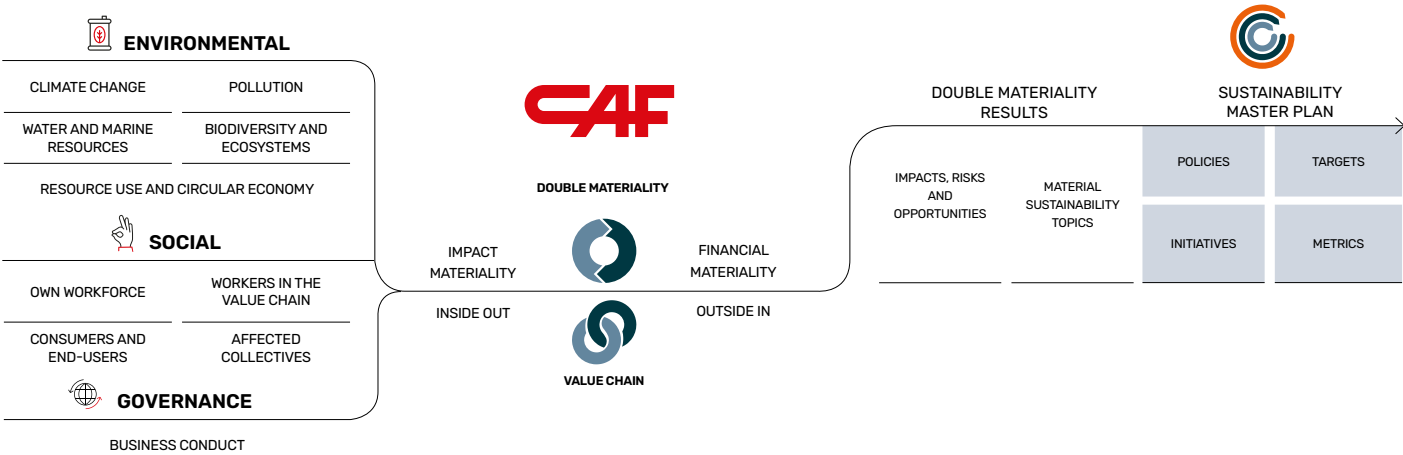 ENVIRONMENTAL
CLIMATE CHANGE
POLLUTION
WATER AND MARINE
RESOURCES
BIODIVERSITY AND
ECOSYSTEMS
RESOURCE USE AND CIRCULAR ECONOMY
SOCIAL
OWN WORKFORCE
WORKERS IN THE
VALUE CHAIN
CONSUMERS AND
END-USERS
AFFECTED
COLLECTIVES
GOVERNANCE
BUSINESS CONDUCT
CAF
DOUBLE MATERIALITY
IMPACT
MATERIALITY
INSIDE OUT
FINANCIAL
MATERIALITY
OUTSIDE IN
VALUE CHAIN
DOUBLE MATERIALITY
RESULTS
IMPACTS, RISKS
AND
OPPORTUNITIES
MATERIAL
SUSTAINABILITY
TOPICS
SUSTAINABILITY
MASTER PLAN
POLICIES
TARGETS
INITIATIVES
METRICS